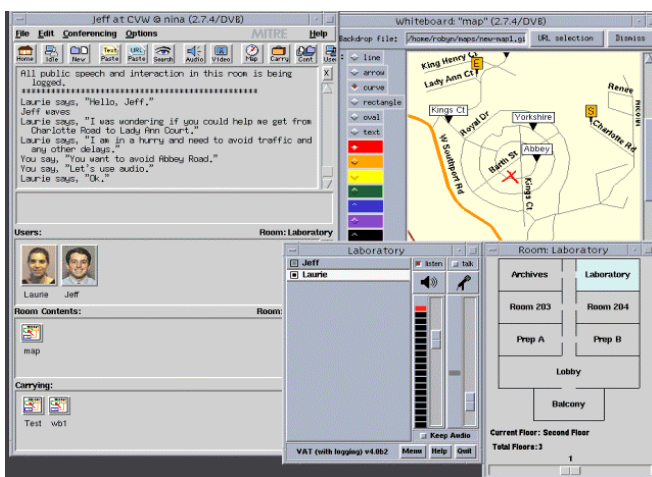 Jeff at CVW @ nina (2.7.4/DVB)
File Edit Conferencing Options MITRE Help
Home Idle New Text Paste URL Paste Search Audio Video Map Carry Cont
All public speech and interaction in this room is being
logged.
Laurie says, "Hello, Jeff."
Jeff waves
Laurie says, "I was wondering if you could help me get from
Charlotte Road to Lady Ann Court."
Laurie says, "I am in a hurry and need to avoid traffic and
any other delays."
You say, "You want to avoid Abbey Road."
You say, "Let's use audio."
Laurie says, "Ok."
Users: Room: Laboratory
Laurie Jeff
Room Contents: Room:
map
Carrying:
Test wb1
Whiteboard: "map" (2.7.4/DVB)
Backdrop file: /home/robyn/maps/new-map1.gi URL selection Dismiss
line
arrow
curve
rectangle
oval
text
King Henry Ct
E
Lady Ann Ct
Renee
Kings Ct
Royal Dr
Yorkshire
S
Charlotte Rd
W Southport Rd
Abbey
Barth St
Kings Ct
Laboratory
Jeff
Laurie
listen talk
Keep Audio
VAT (with logging) v4.0b2 Menu Help Quit
Room: Laboratory
Archives Laboratory
Room 203 Room 204
Prep A Prep B
Lobby
Balcony
Current Floor: Second Floor
Total Floors: 3
1